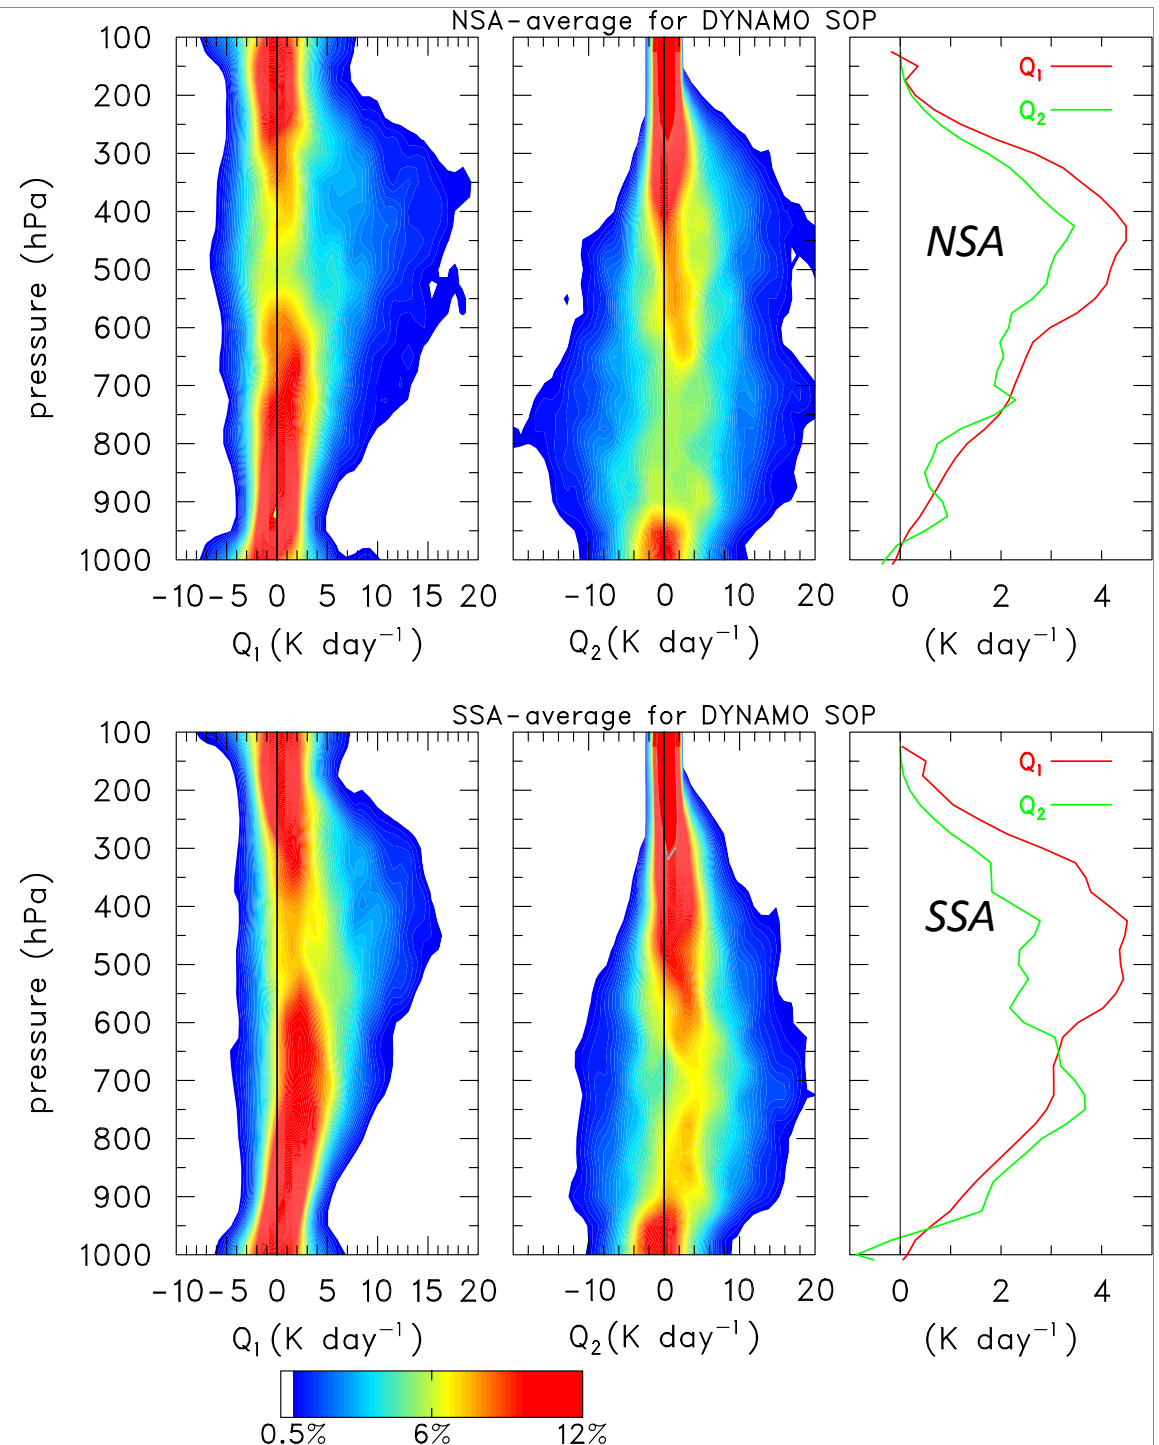 NSA-average for DYNAMO SOP
100
200
300
400
500
600
700
800
900
1000
pressure (hPa)
-10 -5 0 5 10 15 20
Q₁ (K day⁻¹)
-10 0 10 20
Q₂ (K day⁻¹)
Q₁
Q₂
NSA
0 2 4
(K day⁻¹)
SSA-average for DYNAMO SOP
100
200
300
400
500
600
700
800
900
1000
pressure (hPa)
-10 -5 0 5 10 15 20
Q₁ (K day⁻¹)
-10 0 10 20
Q₂ (K day⁻¹)
Q₁
Q₂
SSA
0 2 4
(K day⁻¹)
0.5% 6% 12%